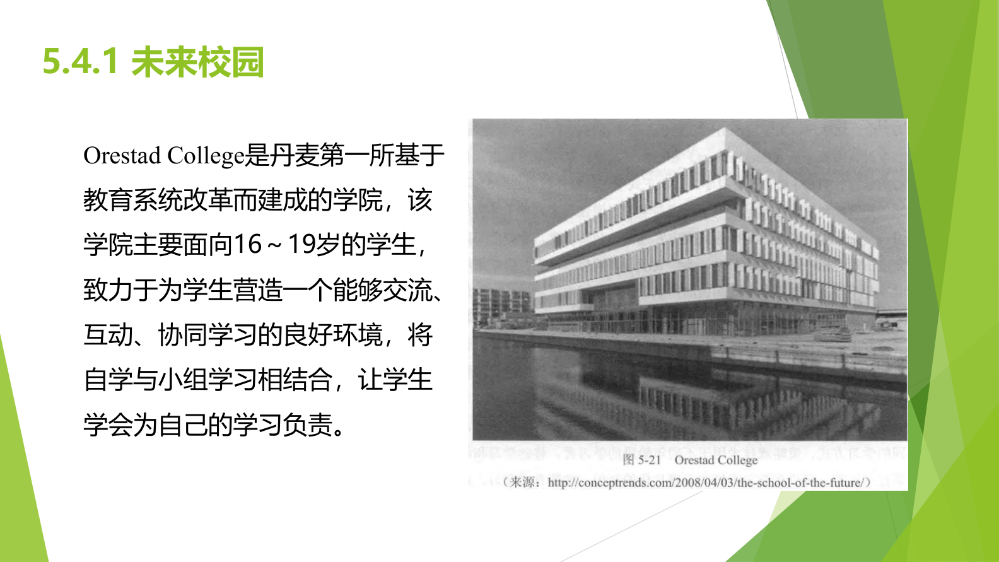 5.4.1 未来校园
Orestad College是丹麦第一所基于
教育系统改革而建成的学院，该
学院主要面向16～19岁的学生，
致力于为学生营造一个能够交流、
互动、协同学习的良好环境，将
自学与小组学习相结合，让学生
学会为自己的学习负责。
图 5-21 Orestad College
（来源：http://conceptrends.com/2008/04/03/the-school-of-the-future/）